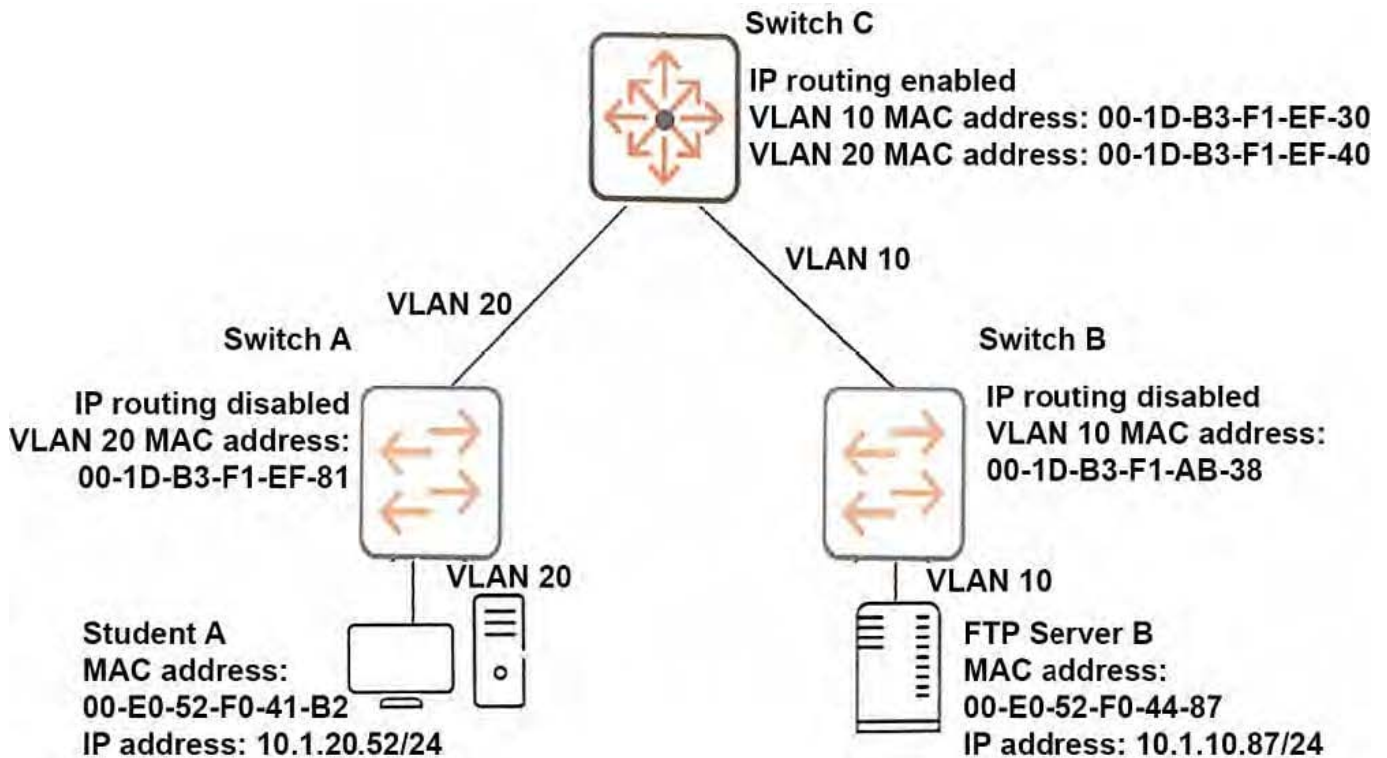 Switch C
IP routing enabled
VLAN 10 MAC address: 00-1D-B3-F1-EF-30
VLAN 20 MAC address: 00-1D-B3-F1-EF-40
VLAN 20
VLAN 10
Switch A
IP routing disabled
VLAN 20 MAC address:
00-1D-B3-F1-EF-81
Switch B
IP routing disabled
VLAN 10 MAC address:
00-1D-B3-F1-AB-38
VLAN 20
VLAN 10
Student A
MAC address:
00-E0-52-F0-41-B2
IP address: 10.1.20.52/24
FTP Server B
MAC address:
00-E0-52-F0-44-87
IP address: 10.1.10.87/24